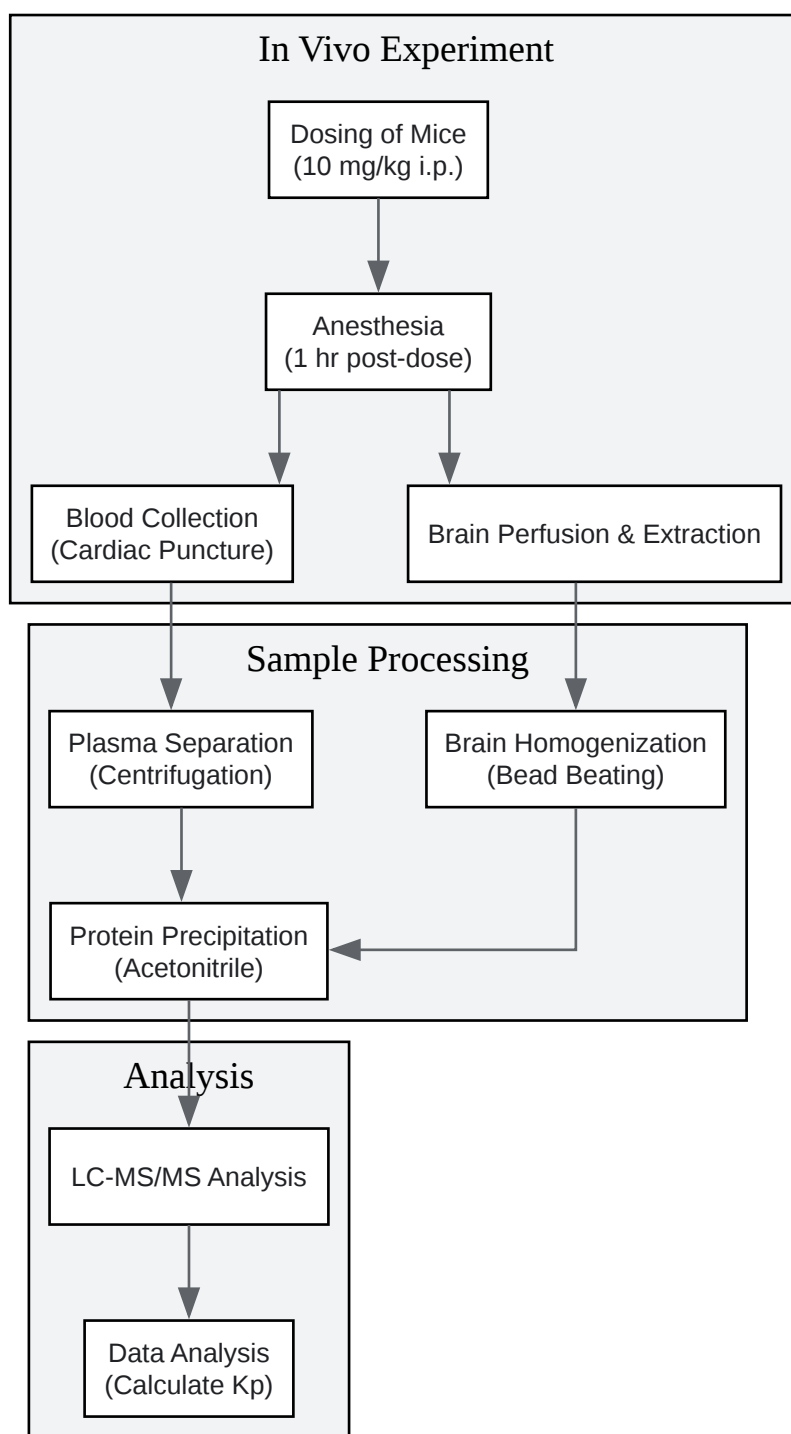 In Vivo Experiment
Dosing of Mice
(10 mg/kg i.p.)
Anesthesia
(1 hr post-dose)
Blood Collection
(Cardiac Puncture)
Brain Perfusion & Extraction
Sample Processing
Plasma Separation
(Centrifugation)
Brain Homogenization
(Bead Beating)
Protein Precipitation
(Acetonitrile)
Analysis
LC-MS/MS Analysis
Data Analysis
(Calculate Kp)